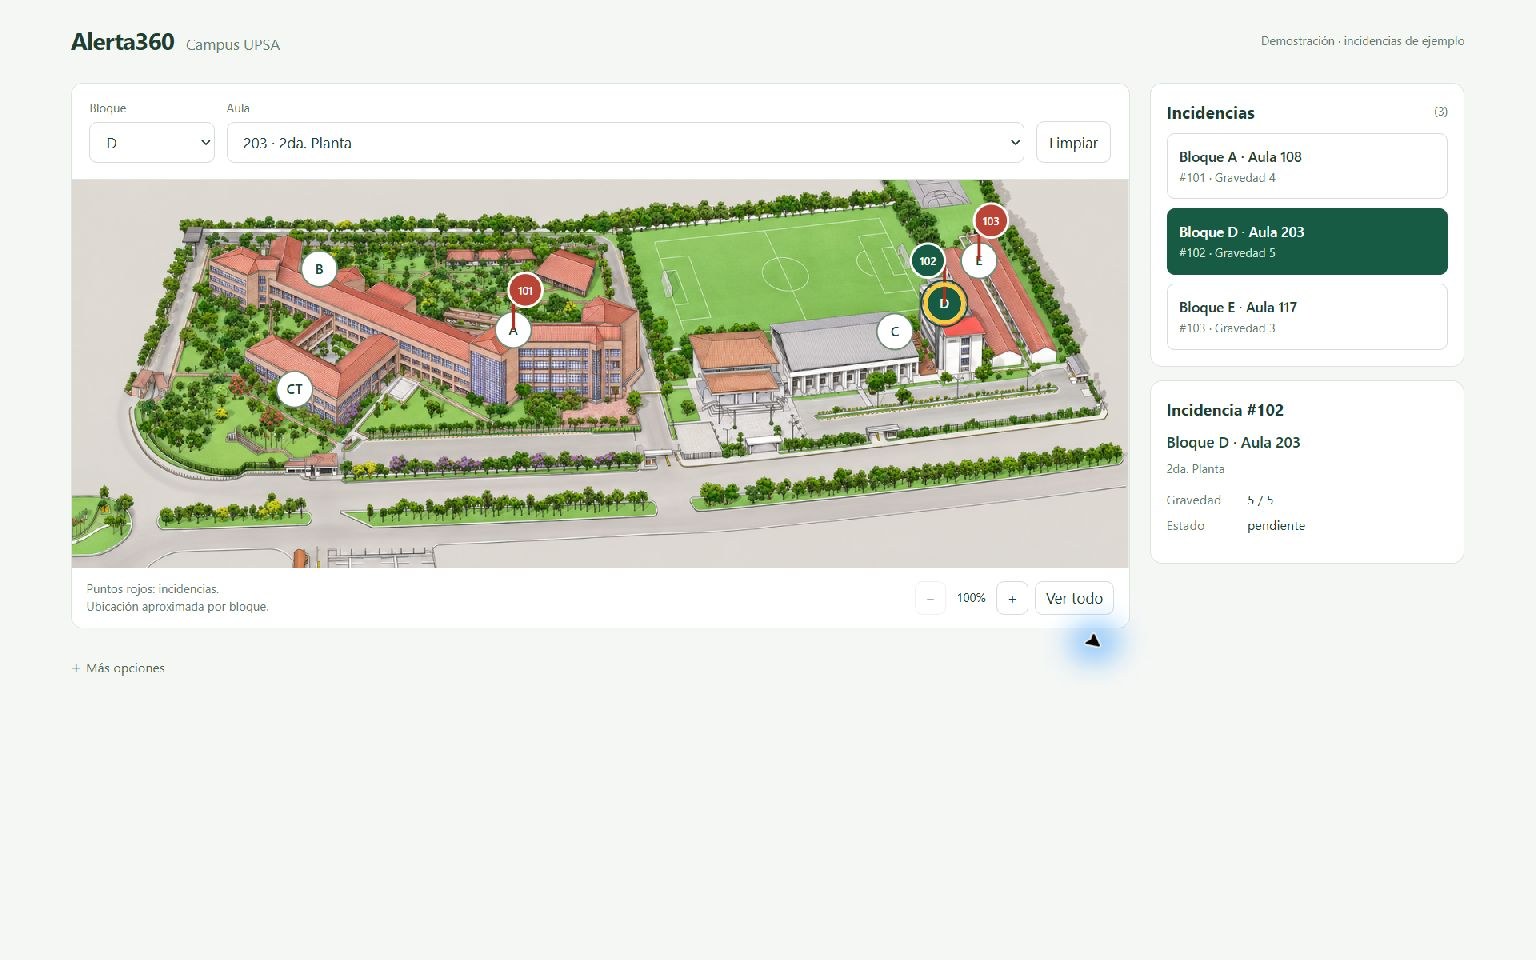 Alerta360 Campus UPSA
Demostración · incidencias de ejemplo
Bloque
Aula
D
203 · 2da. Planta
Limpiar
B
101
A
CT
C
102
D
103
E
Puntos rojos: incidencias.
Ubicación aproximada por bloque.
−
100%
+
Ver todo
+ Más opciones
Incidencias
(3)
Bloque A · Aula 108
#101 · Gravedad 4
Bloque D · Aula 203
#102 · Gravedad 5
Bloque E · Aula 117
#103 · Gravedad 3
Incidencia #102
Bloque D · Aula 203
2da. Planta
Gravedad 5 / 5
Estado pendiente